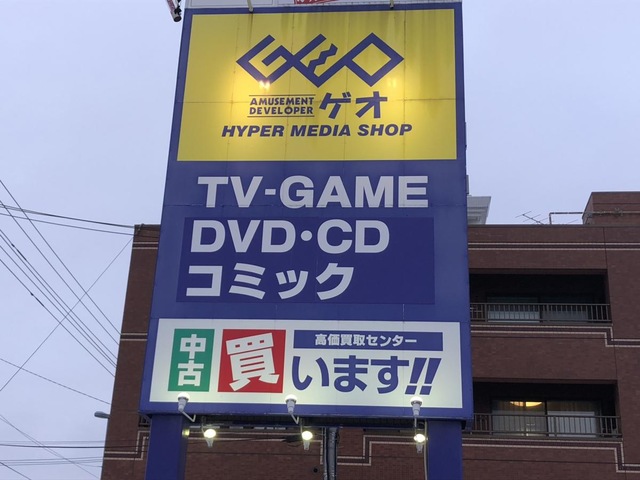 GEO
AMUSEMENT
DEVELOPER
ゲオ
HYPER MEDIA SHOP
TV-GAME
DVD・CD
コミック
高価買取センター
中古
買います!!